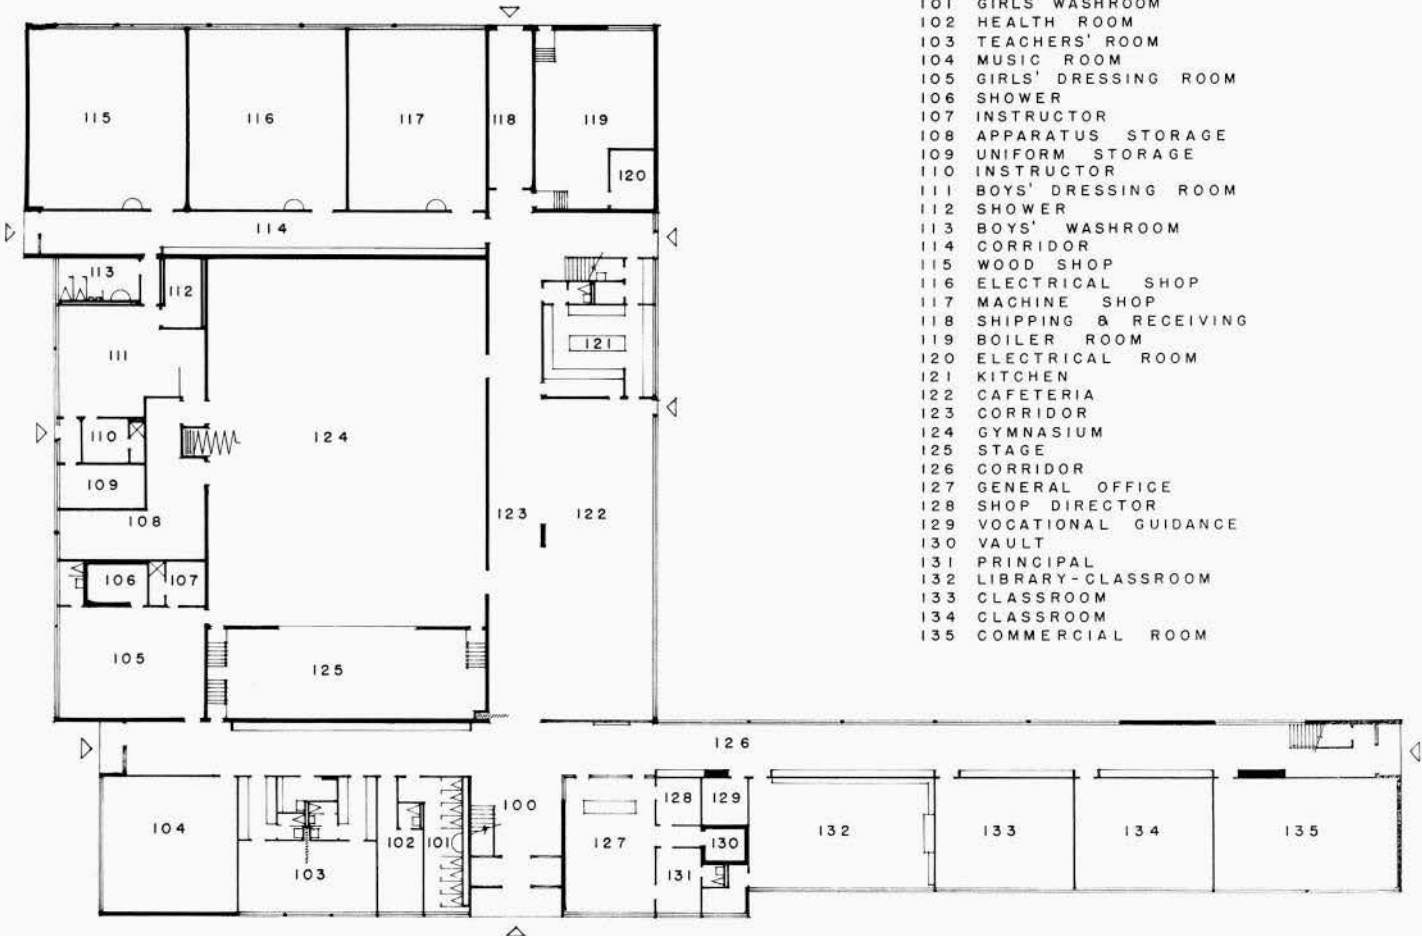 101 GIRLS WASHROOM
102 HEALTH ROOM
103 TEACHERS' ROOM
104 MUSIC ROOM
105 GIRLS' DRESSING ROOM
106 SHOWER
107 INSTRUCTOR
108 APPARATUS STORAGE
109 UNIFORM STORAGE
110 INSTRUCTOR
111 BOYS' DRESSING ROOM
112 SHOWER
113 BOYS' WASHROOM
114 CORRIDOR
115 WOOD SHOP
116 ELECTRICAL SHOP
117 MACHINE SHOP
118 SHIPPING & RECEIVING
119 BOILER ROOM
120 ELECTRICAL ROOM
121 KITCHEN
122 CAFETERIA
123 CORRIDOR
124 GYMNASIUM
125 STAGE
126 CORRIDOR
127 GENERAL OFFICE
128 SHOP DIRECTOR
129 VOCATIONAL GUIDANCE
130 VAULT
131 PRINCIPAL
132 LIBRARY-CLASSROOM
133 CLASSROOM
134 CLASSROOM
135 COMMERCIAL ROOM
115 116 117 118 119
120
114
113
112
121
111
110
124
109
108
123 122
106 107
105
125
126
100
128 129
104
102 101
127
132 133 134 135
130
103
131